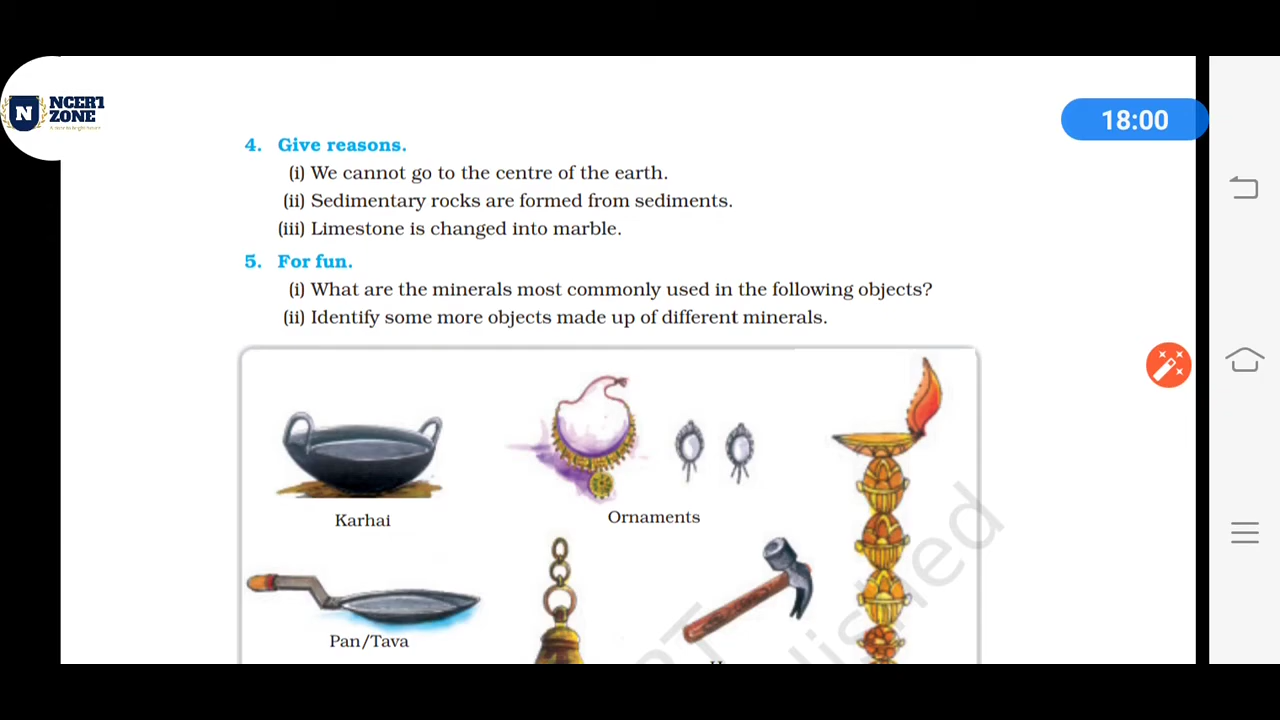 NCERT
ZONE
18:00
4. Give reasons.
(i) We cannot go to the centre of the earth.
(ii) Sedimentary rocks are formed from sediments.
(iii) Limestone is changed into marble.
5. For fun.
(i) What are the minerals most commonly used in the following objects?
(ii) Identify some more objects made up of different minerals.
Karhai
Ornaments
Pan/Tava